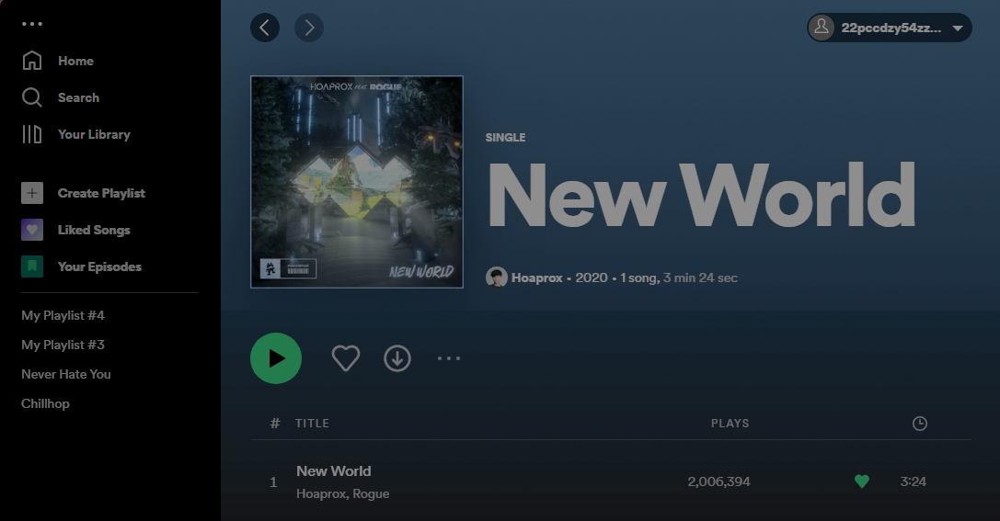 Home
Search
Your Library
Create Playlist
Liked Songs
Your Episodes
My Playlist #4
My Playlist #3
Never Hate You
Chillhop
22pccdzy54zz...
HOAPROX FEAT. ROGUE
NEW WORLD
SINGLE
New World
Hoaprox • 2020 • 1 song, 3 min 24 sec
# TITLE PLAYS
1 New World 2,006,394 3:24
Hoaprox, Rogue